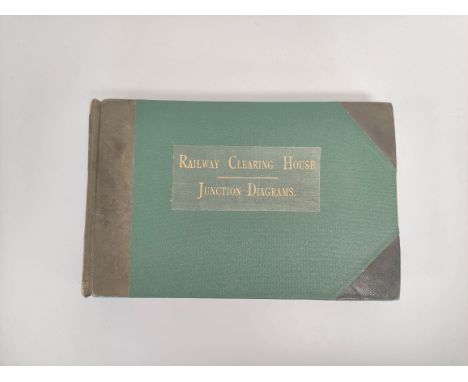 RAILWAY CLEARING HOUSE
JUNCTION DIAGRAMS.